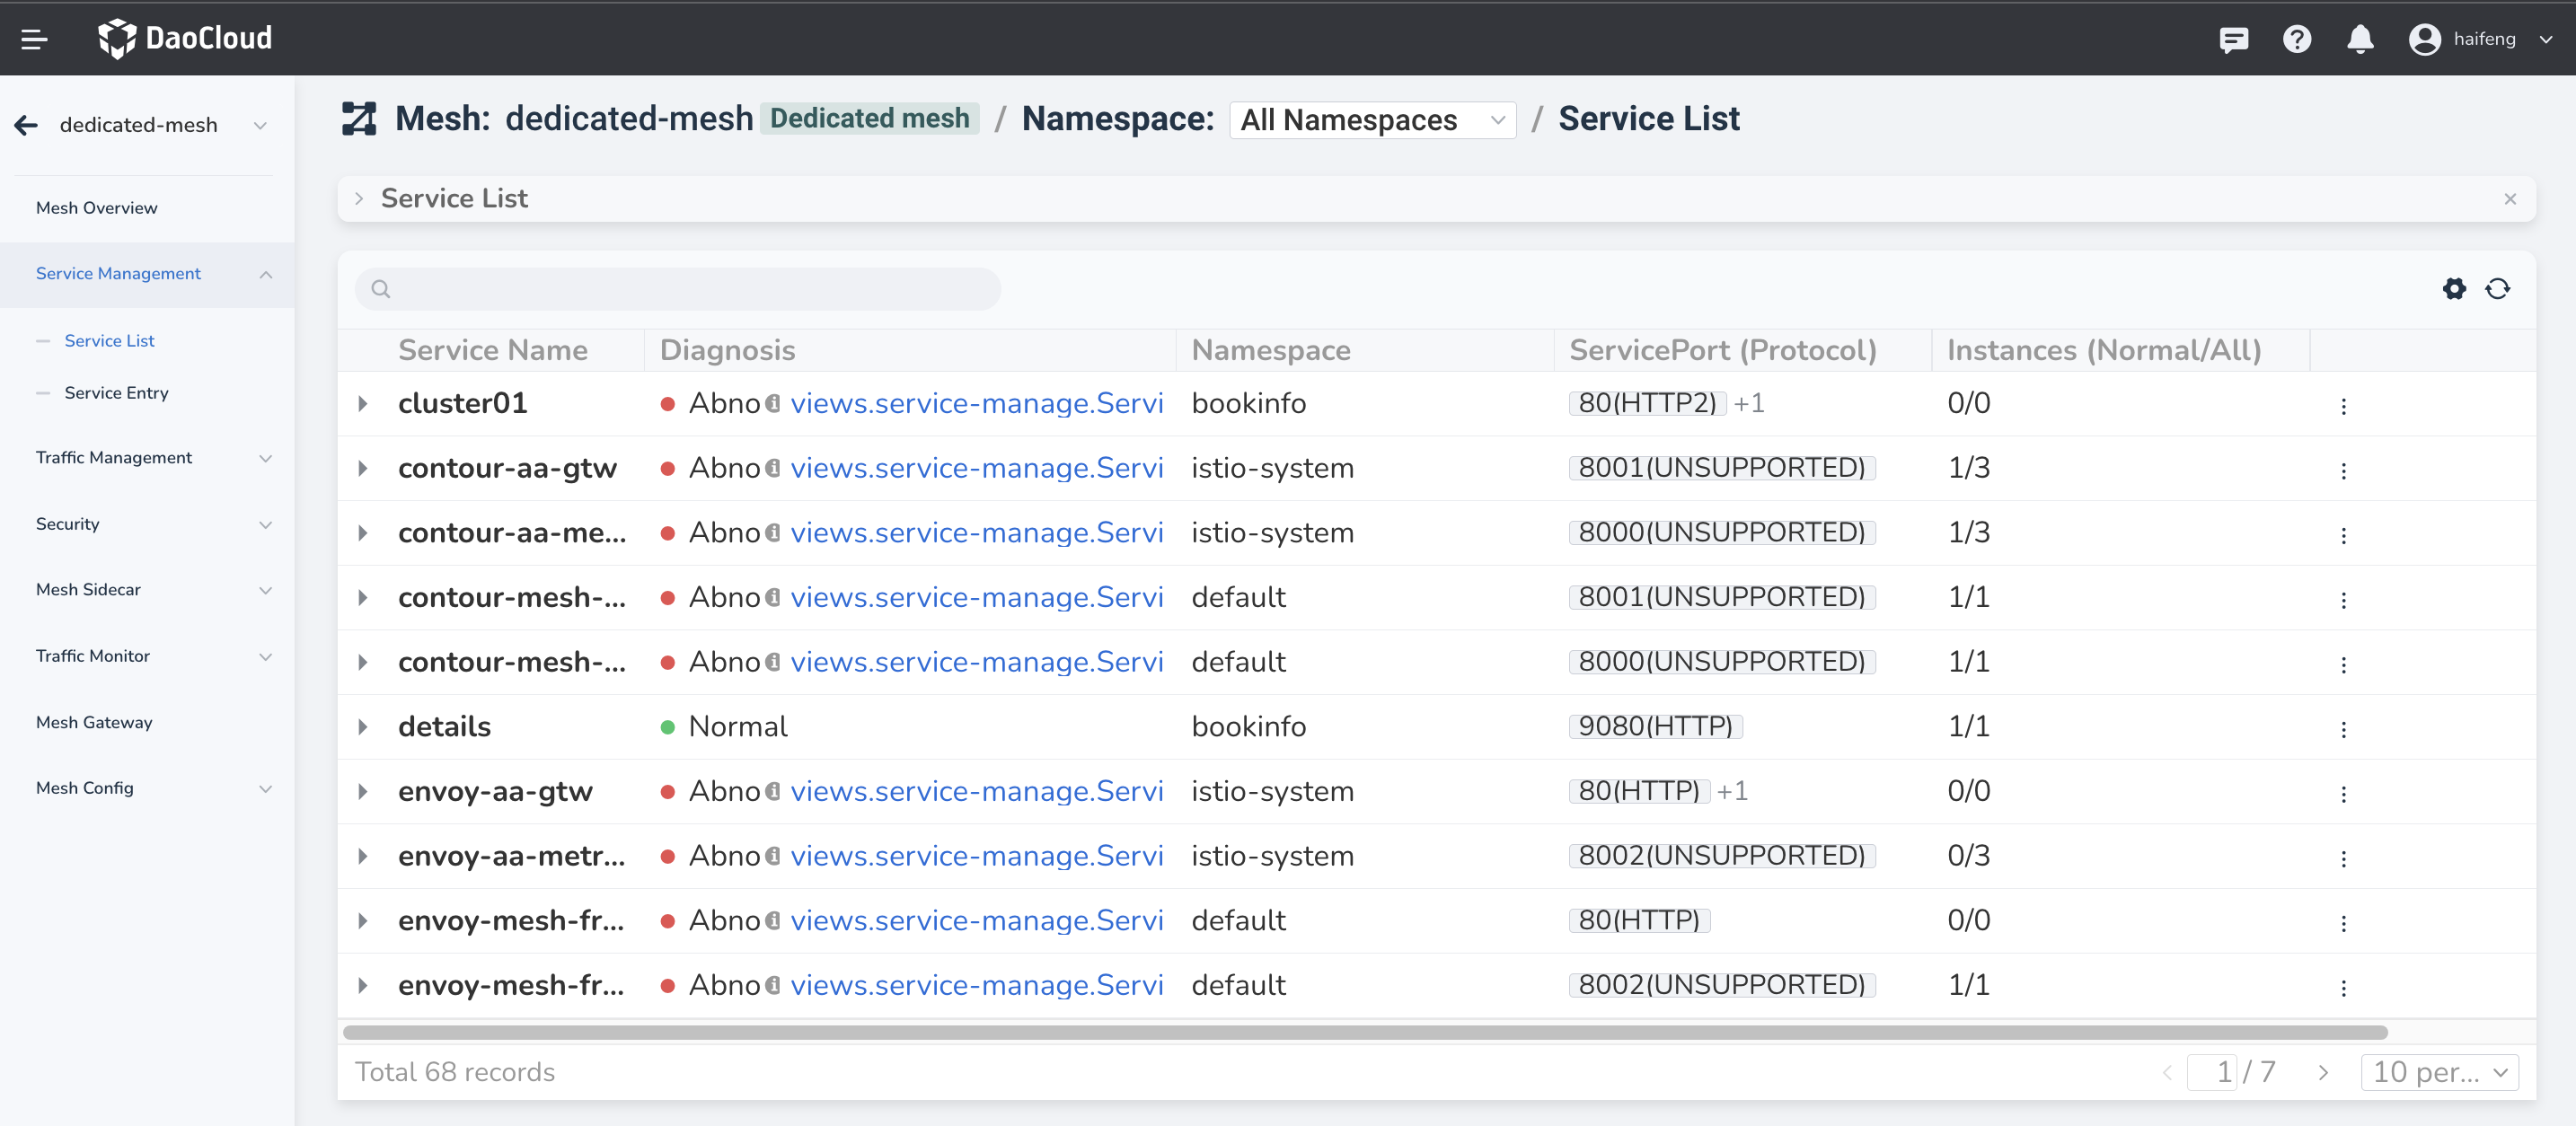 DaoCloud
haifeng
dedicated-mesh
Mesh Overview
Service Management
Service List
Service Entry
Traffic Management
Security
Mesh Sidecar
Traffic Monitor
Mesh Gateway
Mesh Config
Mesh: dedicated-mesh Dedicated mesh / Namespace: All Namespaces / Service List
Service List
Service Name Diagnosis Namespace ServicePort (Protocol) Instances (Normal/All)
cluster01 Abno views.service-manage.Servi bookinfo 80(HTTP2) +1 0/0
contour-aa-gtw Abno views.service-manage.Servi istio-system 8001(UNSUPPORTED) 1/3
contour-aa-me... Abno views.service-manage.Servi istio-system 8000(UNSUPPORTED) 1/3
contour-mesh-... Abno views.service-manage.Servi default 8001(UNSUPPORTED) 1/1
contour-mesh-... Abno views.service-manage.Servi default 8000(UNSUPPORTED) 1/1
details Normal bookinfo 9080(HTTP) 1/1
envoy-aa-gtw Abno views.service-manage.Servi istio-system 80(HTTP) +1 0/0
envoy-aa-metr... Abno views.service-manage.Servi istio-system 8002(UNSUPPORTED) 0/3
envoy-mesh-fr... Abno views.service-manage.Servi default 80(HTTP) 0/0
envoy-mesh-fr... Abno views.service-manage.Servi default 8002(UNSUPPORTED) 1/1
Total 68 records 1 / 7 10 per...